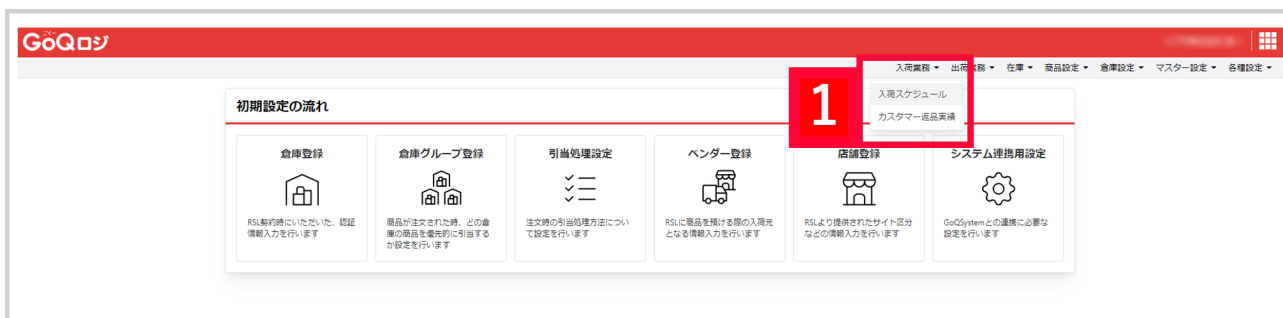 ごくー
GoQロジ
入荷業務 出荷業務 在庫 商品設定 倉庫設定 マスター設定 各種設定
1
入荷スケジュール
カスタマー返品実績
初期設定の流れ
倉庫登録
RSL契約時にいただいた、認証
情報入力を行います
倉庫グループ登録
商品が注文された時、どの倉
庫の商品を優先的に引当する
か設定を行います
引当処理設定
注文時の引当処理方法につい
て設定を行います
ベンダー登録
RSLに商品を預ける際の入荷元
となる情報入力を行います
店舗登録
RSLより提供されたサイト区分
などの情報入力を行います
システム連携用設定
GoQSystemとの連携に必要な
設定を行います